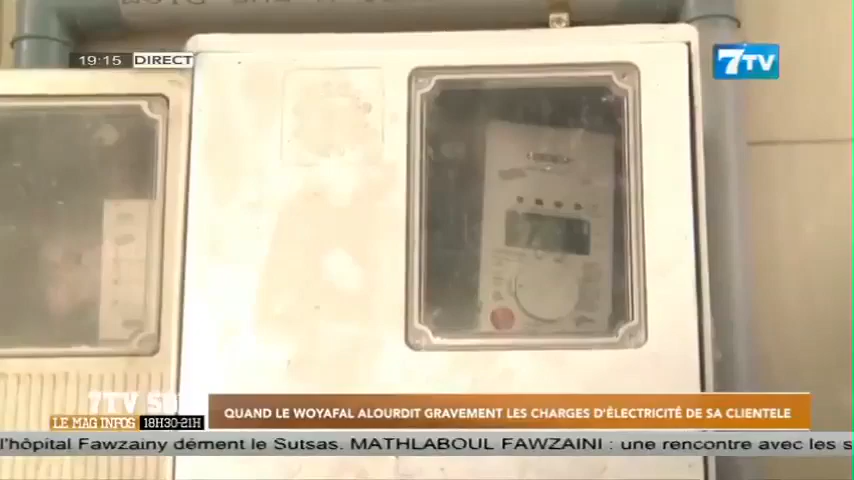 19:15 DIRECT
7TV
7TV
LE MAG INFOS 18H30-21H
QUAND LE WOYAFAL ALOURDIT GRAVEMENT LES CHARGES D'ÉLECTRICITÉ DE SA CLIENTELE
l'hôpital Fawzainy dément le Sutsas. MATHLABOUL FAWZAINI : une rencontre avec les s